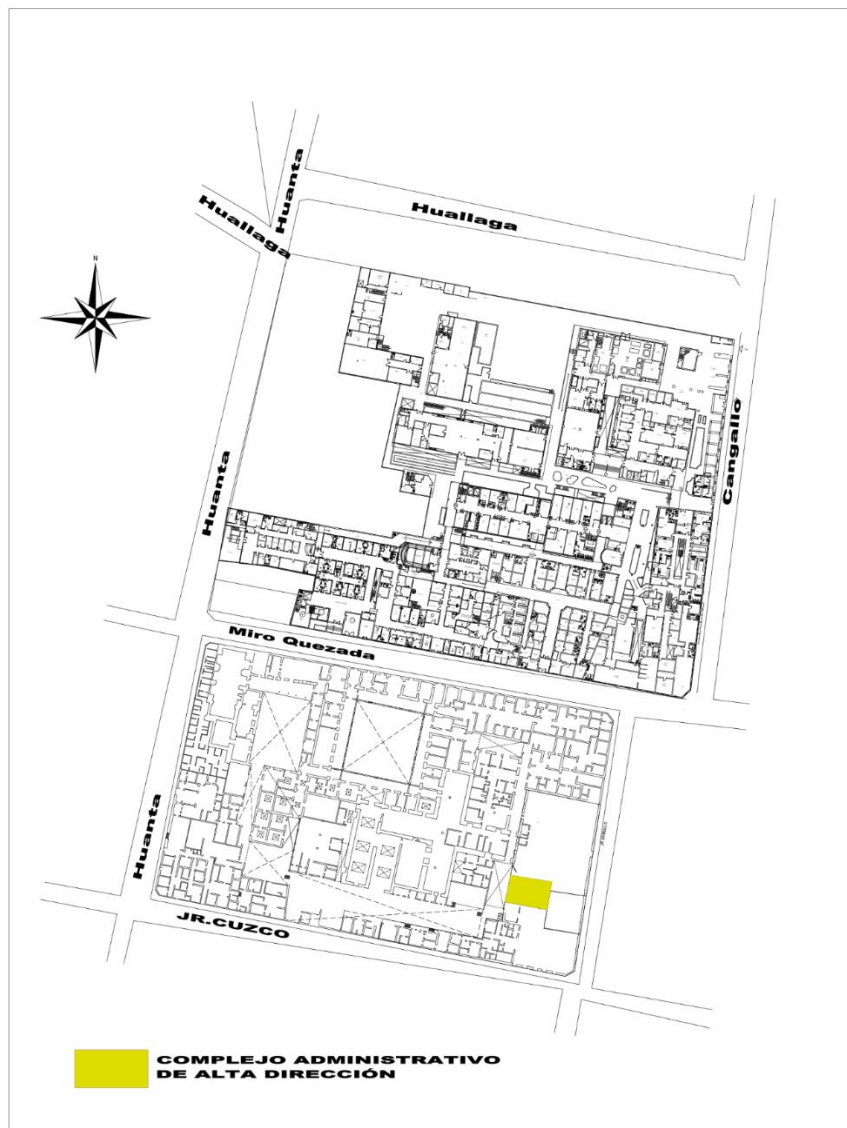 Huanta
Huallaga
Huallaga
N
Huanta
Cangallo
Miro Quezada
Huanta
JR.CUZCO
COMPLEJO ADMINISTRATIVO
DE ALTA DIRECCIÓN